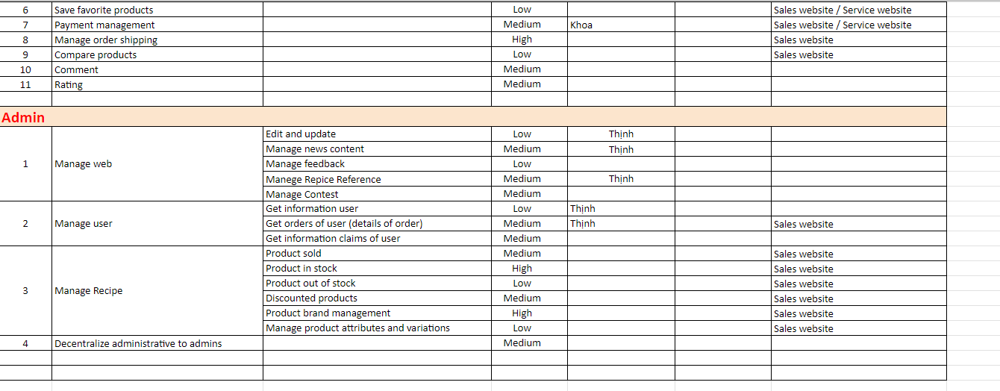 6 Save favorite products Low Sales website / Service website
7 Payment management Medium Khoa Sales website / Service website
8 Manage order shipping High Sales website
9 Compare products Low Sales website
10 Comment Medium
11 Rating Medium
Admin
1 Manage web
Edit and update Low Thịnh
Manage news content Medium Thịnh
Manage feedback Low
Manege Repice Reference Medium Thịnh
Manage Contest Medium
2 Manage user
Get information user Low Thịnh
Get orders of user (details of order) Medium Thịnh Sales website
Get information claims of user Medium
3 Manage Recipe
Product sold Medium Sales website
Product in stock High Sales website
Product out of stock Low Sales website
Discounted products Medium Sales website
Product brand management High Sales website
Manage product attributes and variations Low Sales website
4 Decentralize administrative to admins Medium